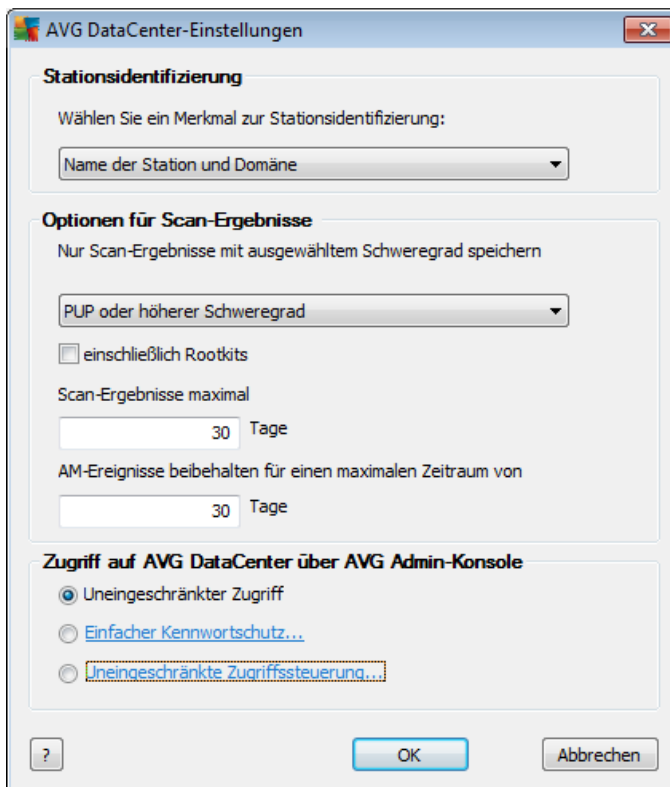 AVG DataCenter-Einstellungen
Stationsidentifizierung
Wählen Sie ein Merkmal zur Stationsidentifizierung:
Name der Station und Domäne
Optionen für Scan-Ergebnisse
Nur Scan-Ergebnisse mit ausgewähltem Schweregrad speichern
PUP oder höherer Schweregrad
einschließlich Rootkits
Scan-Ergebnisse maximal
30 Tage
AM-Ereignisse beibehalten für einen maximalen Zeitraum von
30 Tage
Zugriff auf AVG DataCenter über AVG Admin-Konsole
Uneingeschränkter Zugriff
Einfacher Kennwortschutz...
Uneingeschränkte Zugriffssteuerung...
? OK Abbrechen